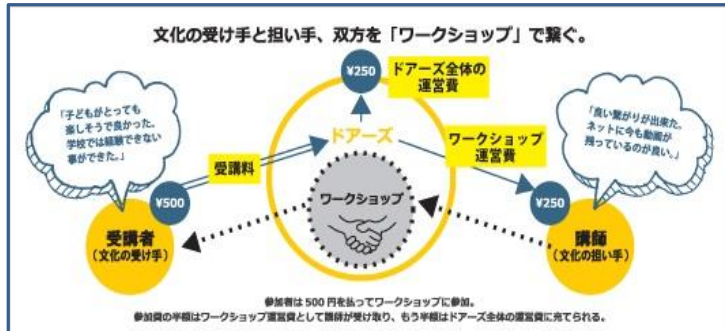 文化の受け手と担い手、双方を「ワークショップ」で繋ぐ。
¥250
ドアーズ全体の
運営費
「子どもがとっても
楽しそうで良かった。
学校では経験できない
事ができた。」
「良い繋がりが出来た。
ネットに今も動画が
残っているのが良い。」
ドアーズ
ワークショップ
運営費
受講料
¥500
ワークショップ
¥250
受講者
（文化の受け手）
講師
（文化の担い手）
参加者は 500 円を払ってワークショップに参加。
参加費の半額はワークショップ運営費として講師が受け取り、もう半額はドアーズ全体の運営費に充てられる。